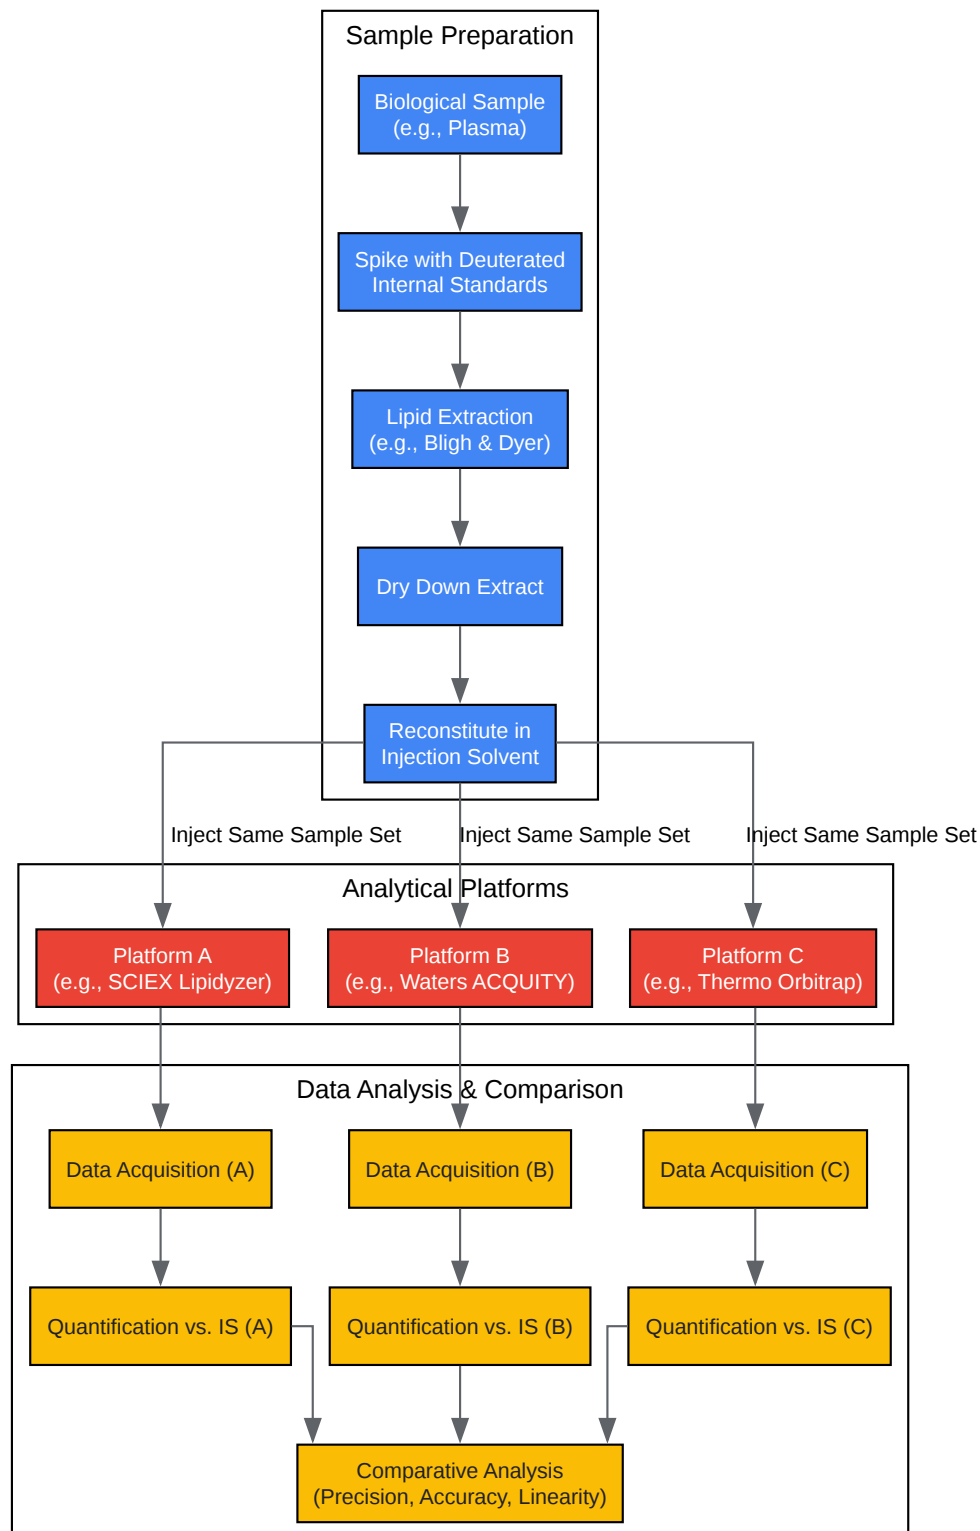 Sample Preparation
Biological Sample
(e.g., Plasma)
Spike with Deuterated
Internal Standards
Lipid Extraction
(e.g., Bligh & Dyer)
Dry Down Extract
Reconstitute in
Injection Solvent
Inject Same Sample Set
Inject Same Sample Set
Inject Same Sample Set
Analytical Platforms
Platform A
(e.g., SCIEX Lipidyzer)
Platform B
(e.g., Waters ACQUITY)
Platform C
(e.g., Thermo Orbitrap)
Data Analysis & Comparison
Data Acquisition (A)
Data Acquisition (B)
Data Acquisition (C)
Quantification vs. IS (A)
Quantification vs. IS (B)
Quantification vs. IS (C)
Comparative Analysis
(Precision, Accuracy, Linearity)